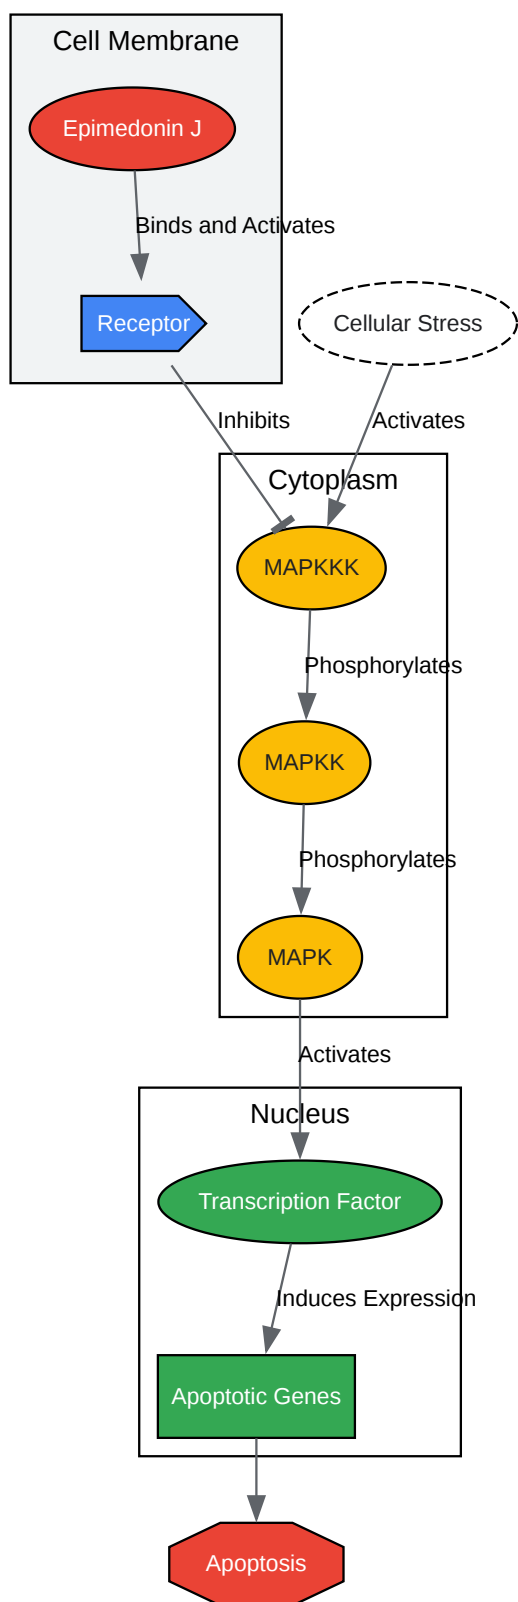 Cell Membrane
Epimedonin J
Binds and Activates
Receptor
Cellular Stress
Inhibits
Activates
Cytoplasm
MAPKKK
Phosphorylates
MAPKK
Phosphorylates
MAPK
Activates
Nucleus
Transcription Factor
Induces Expression
Apoptotic Genes
Apoptosis